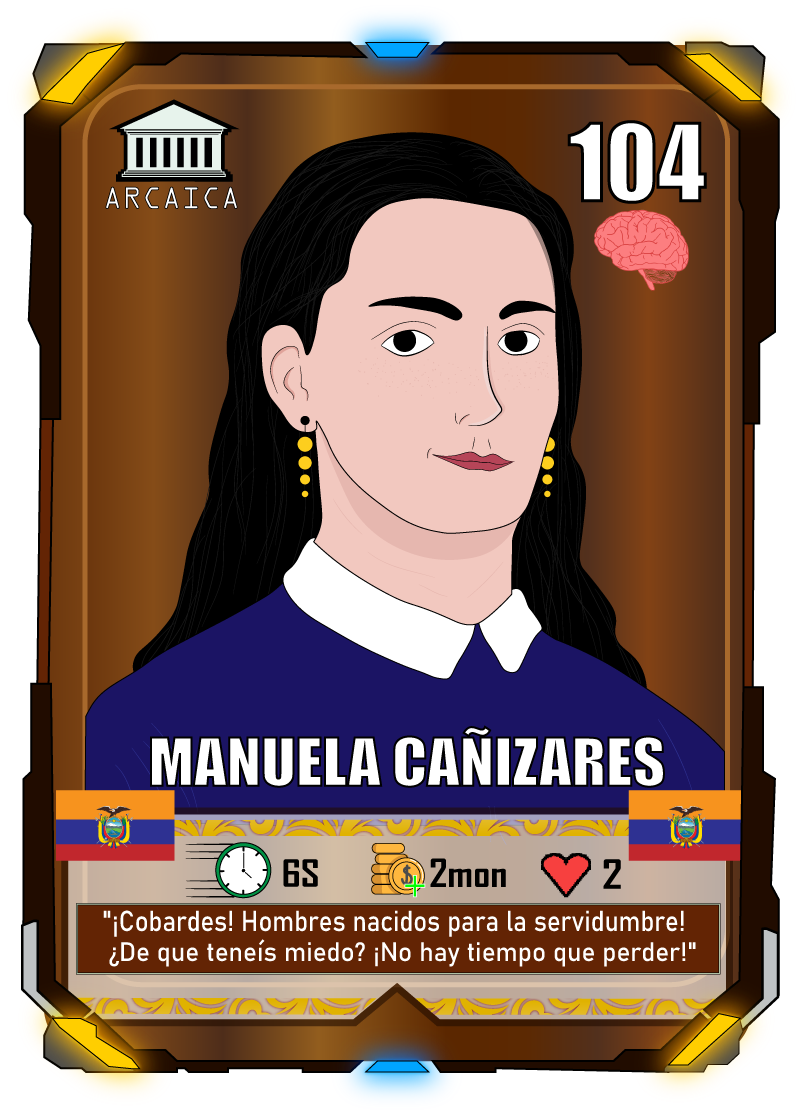 ARCAICA
104
MANUELA CAÑIZARES
6S 2mon 2
"¡Cobardes! Hombres nacidos para la servidumbre!
¿De que teneís miedo? ¡No hay tiempo que perder!"